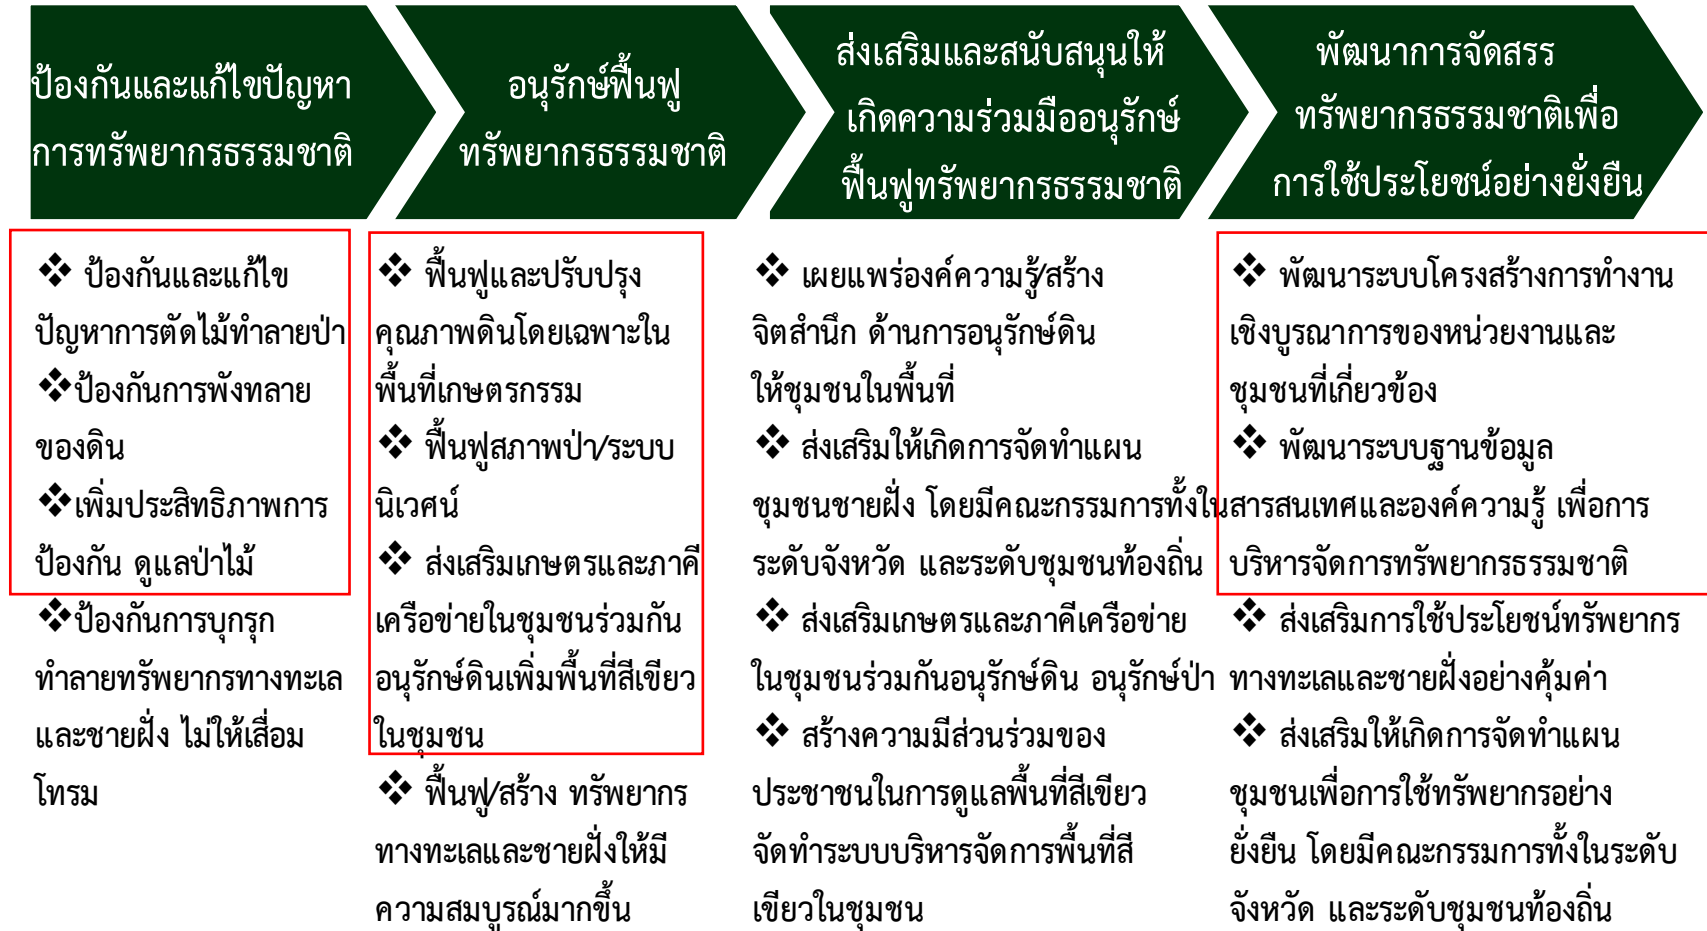 ป้องกันและแก้ไขปัญหา
การทรัพยากรธรรมชาติ
อนุรักษ์ฟื้นฟู
ทรัพยากรธรรมชาติ
ส่งเสริมและสนับสนุนให้
เกิดความร่วมมืออนุรักษ์
ฟื้นฟูทรัพยากรธรรมชาติ
พัฒนาการจัดสรร
ทรัพยากรธรรมชาติเพื่อ
การใช้ประโยชน์อย่างยั่งยืน
❖ ป้องกันและแก้ไข
ปัญหาการตัดไม้ทำลายป่า
❖ป้องกันการพังทลาย
ของดิน
❖เพิ่มประสิทธิภาพการ
ป้องกัน ดูแลป่าไม้
❖ป้องกันการบุกรุก
ทำลายทรัพยากรทางทะเล
และชายฝั่ง ไม่ให้เสื่อม
โทรม
❖ ฟื้นฟูและปรับปรุง
คุณภาพดินโดยเฉพาะใน
พื้นที่เกษตรกรรม
❖ ฟื้นฟูสภาพป่า/ระบบ
นิเวศน์
❖ ส่งเสริมเกษตรและภาคี
เครือข่ายในชุมชนร่วมกัน
อนุรักษ์ดินเพิ่มพื้นที่สีเขียว
ในชุมชน
❖ ฟื้นฟู/สร้าง ทรัพยากร
ทางทะเลและชายฝั่งให้มี
ความสมบูรณ์มากขึ้น
❖ เผยแพร่องค์ความรู้/สร้าง
จิตสำนึก ด้านการอนุรักษ์ดิน
ให้ชุมชนในพื้นที่
❖ ส่งเสริมให้เกิดการจัดทำแผน
ชุมชนชายฝั่ง โดยมีคณะกรรมการทั้งใน
ระดับจังหวัด และระดับชุมชนท้องถิ่น
❖ ส่งเสริมเกษตรและภาคีเครือข่าย
ในชุมชนร่วมกันอนุรักษ์ดิน อนุรักษ์ป่า
❖ สร้างความมีส่วนร่วมของ
ประชาชนในการดูแลพื้นที่สีเขียว
จัดทำระบบบริหารจัดการพื้นที่สี
เขียวในชุมชน
❖ พัฒนาระบบโครงสร้างการทำงาน
เชิงบูรณาการของหน่วยงานและ
ชุมชนที่เกี่ยวข้อง
❖ พัฒนาระบบฐานข้อมูล
สารสนเทศและองค์ความรู้ เพื่อการ
บริหารจัดการทรัพยากรธรรมชาติ
❖ ส่งเสริมการใช้ประโยชน์ทรัพยากร
ทางทะเลและชายฝั่งอย่างคุ้มค่า
❖ ส่งเสริมให้เกิดการจัดทำแผน
ชุมชนเพื่อการใช้ทรัพยากรอย่าง
ยั่งยืน โดยมีคณะกรรมการทั้งในระดับ
จังหวัด และระดับชุมชนท้องถิ่น